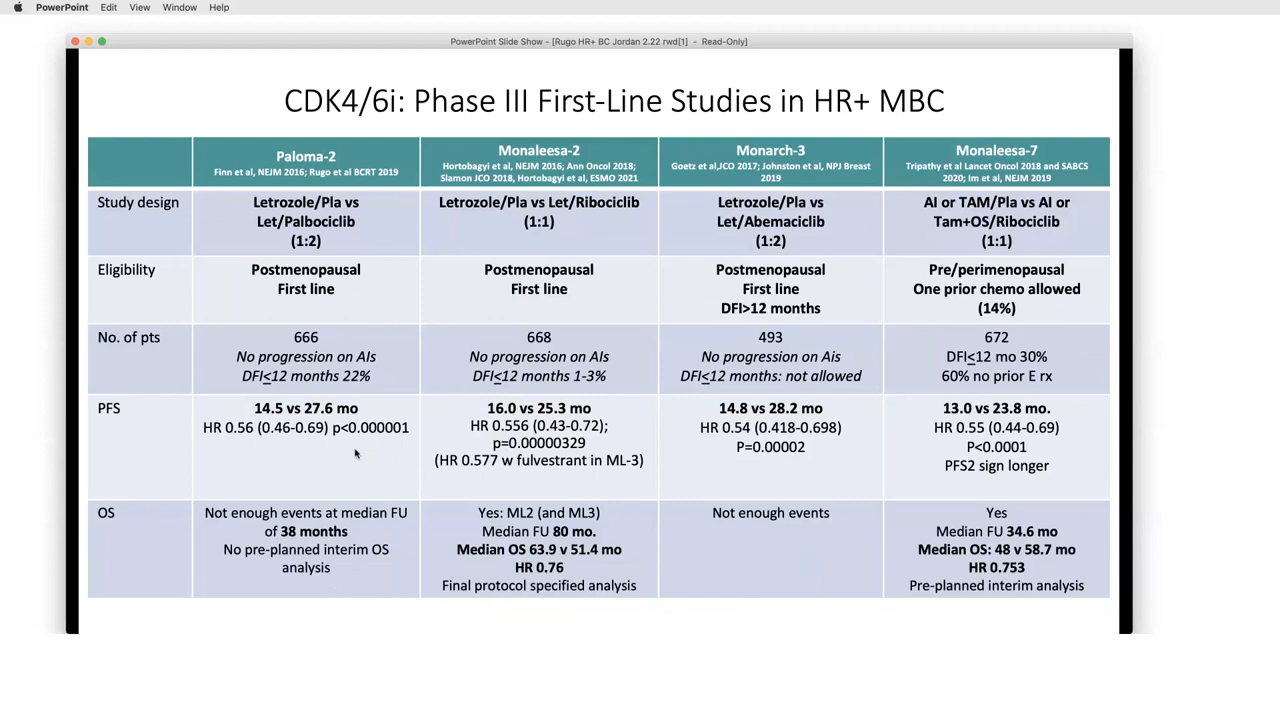 PowerPoint Edit View Window Help
PowerPoint Slide Show - [Rugo HR+ BC Jordan 2.22 rwd[1] - Read-Only]
CDK4/6i: Phase III First-Line Studies in HR+ MBC
Paloma-2
Finn et al, NEJM 2016; Rugo et al BCRT 2019
Monaleesa-2
Hortobagyi et al, NEJM 2016; Ann Oncol 2018;
Slamon JCO 2018, Hortobagyi et al, ESMO 2021
Monarch-3
Goetz et al,JCO 2017; Johnston et al, NPJ Breast
2019
Monaleesa-7
Tripathy et al Lancet Oncol 2018 and SABCS
2020; Im et al, NEJM 2019
Study design
Letrozole/Pla vs
Let/Palbociclib
(1:2)
Letrozole/Pla vs Let/Ribociclib
(1:1)
Letrozole/Pla vs
Let/Abemaciclib
(1:2)
AI or TAM/Pla vs AI or
Tam+OS/Ribociclib
(1:1)
Eligibility
Postmenopausal
First line
Postmenopausal
First line
Postmenopausal
First line
DFI>12 months
Pre/perimenopausal
One prior chemo allowed
(14%)
No. of pts
666
No progression on AIs
DFI≤12 months 22%
668
No progression on AIs
DFI≤12 months 1-3%
493
No progression on Ais
DFI≤12 months: not allowed
672
DFI≤12 mo 30%
60% no prior E rx
PFS
14.5 vs 27.6 mo
HR 0.56 (0.46-0.69) p<0.000001
16.0 vs 25.3 mo
HR 0.556 (0.43-0.72);
p=0.00000329
(HR 0.577 w fulvestrant in ML-3)
14.8 vs 28.2 mo
HR 0.54 (0.418-0.698)
P=0.00002
13.0 vs 23.8 mo.
HR 0.55 (0.44-0.69)
P<0.0001
PFS2 sign longer
OS
Not enough events at median FU
of 38 months
No pre-planned interim OS
analysis
Yes: ML2 (and ML3)
Median FU 80 mo.
Median OS 63.9 v 51.4 mo
HR 0.76
Final protocol specified analysis
Not enough events
Yes
Median FU 34.6 mo
Median OS: 48 v 58.7 mo
HR 0.753
Pre-planned interim analysis